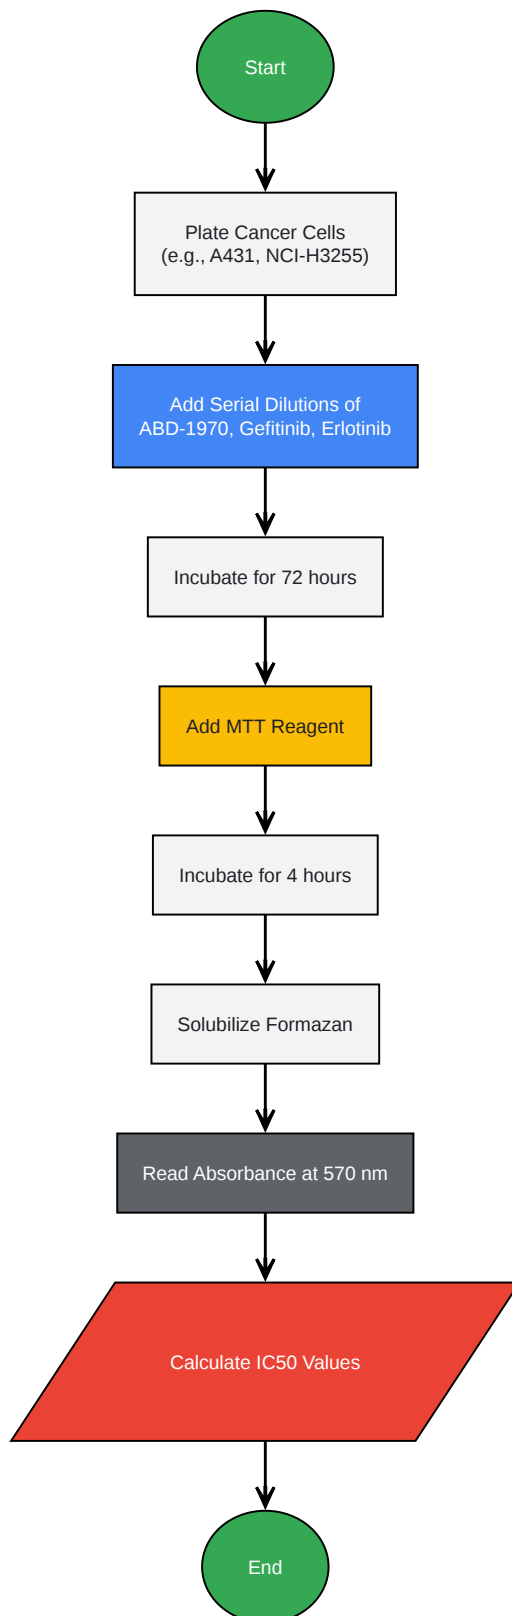 Start
Plate Cancer Cells
(e.g., A431, NCI-H3255)
Add Serial Dilutions of
ABD-1970, Gefitinib, Erlotinib
Incubate for 72 hours
Add MTT Reagent
Incubate for 4 hours
Solubilize Formazan
Read Absorbance at 570 nm
Calculate IC50 Values
End